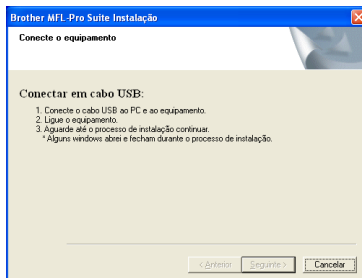 Brother MFL-Pro Suite Instalação
Conecte o equipamento
Conectar em cabo USB:
1. Conecte o cabo USB ao PC e ao equipamento.
2. Ligue o equipamento.
3. Aguarde até o processo de instalação continuar.
* Alguns windows abrei e fecham durante o processo de instalação.
< Anterior
Seguinte >
Cancelar